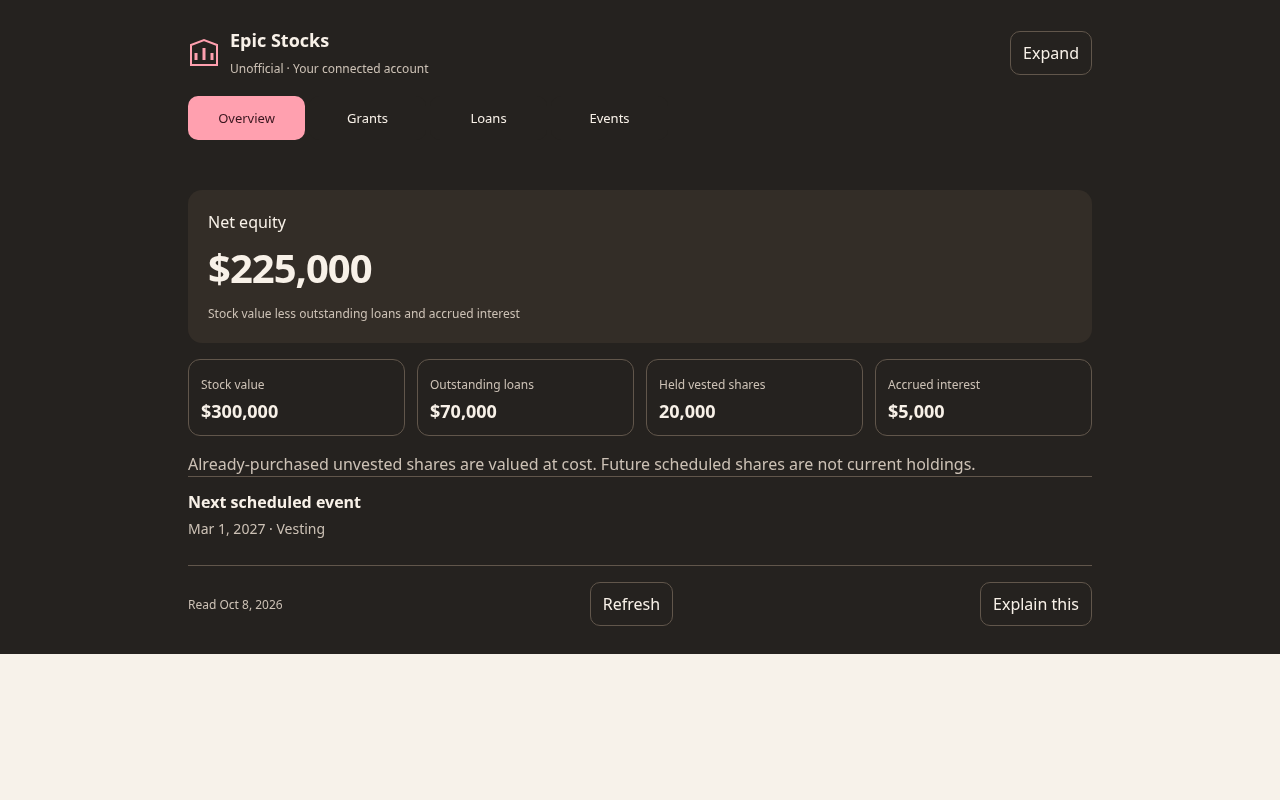 Epic Stocks
Unofficial · Your connected account
Expand
Overview
Grants
Loans
Events
Net equity
$225,000
Stock value less outstanding loans and accrued interest
Stock value
$300,000
Outstanding loans
$70,000
Held vested shares
20,000
Accrued interest
$5,000
Already-purchased unvested shares are valued at cost. Future scheduled shares are not current holdings.
Next scheduled event
Mar 1, 2027 · Vesting
Read Oct 8, 2026
Refresh
Explain this